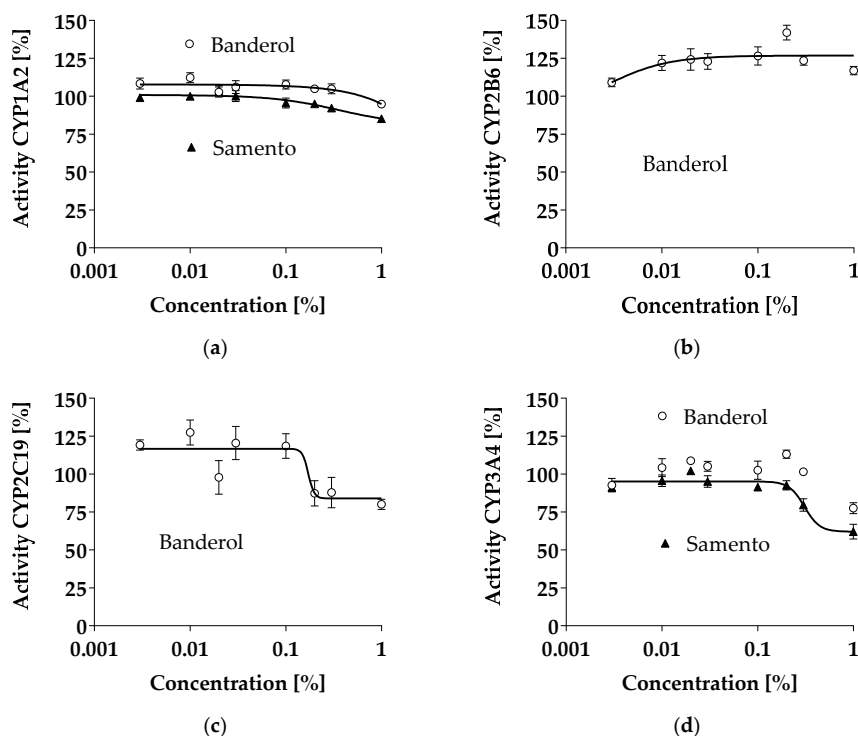 Activity CYP1A2 [%]
150
125
100
75
50
25
0
Banderol
Samento
0.001 0.01 0.1 1
Concentration [%]
(a)
Activity CYP2B6 [%]
150
125
100
75
50
25
0
Banderol
0.001 0.01 0.1 1
Concentration [%]
(b)
Activity CYP2C19 [%]
150
125
100
75
50
25
0
Banderol
0.001 0.01 0.1 1
Concentration [%]
(c)
Activity CYP3A4 [%]
150
125
100
75
50
25
0
Banderol
Samento
0.001 0.01 0.1 1
Concentration [%]
(d)